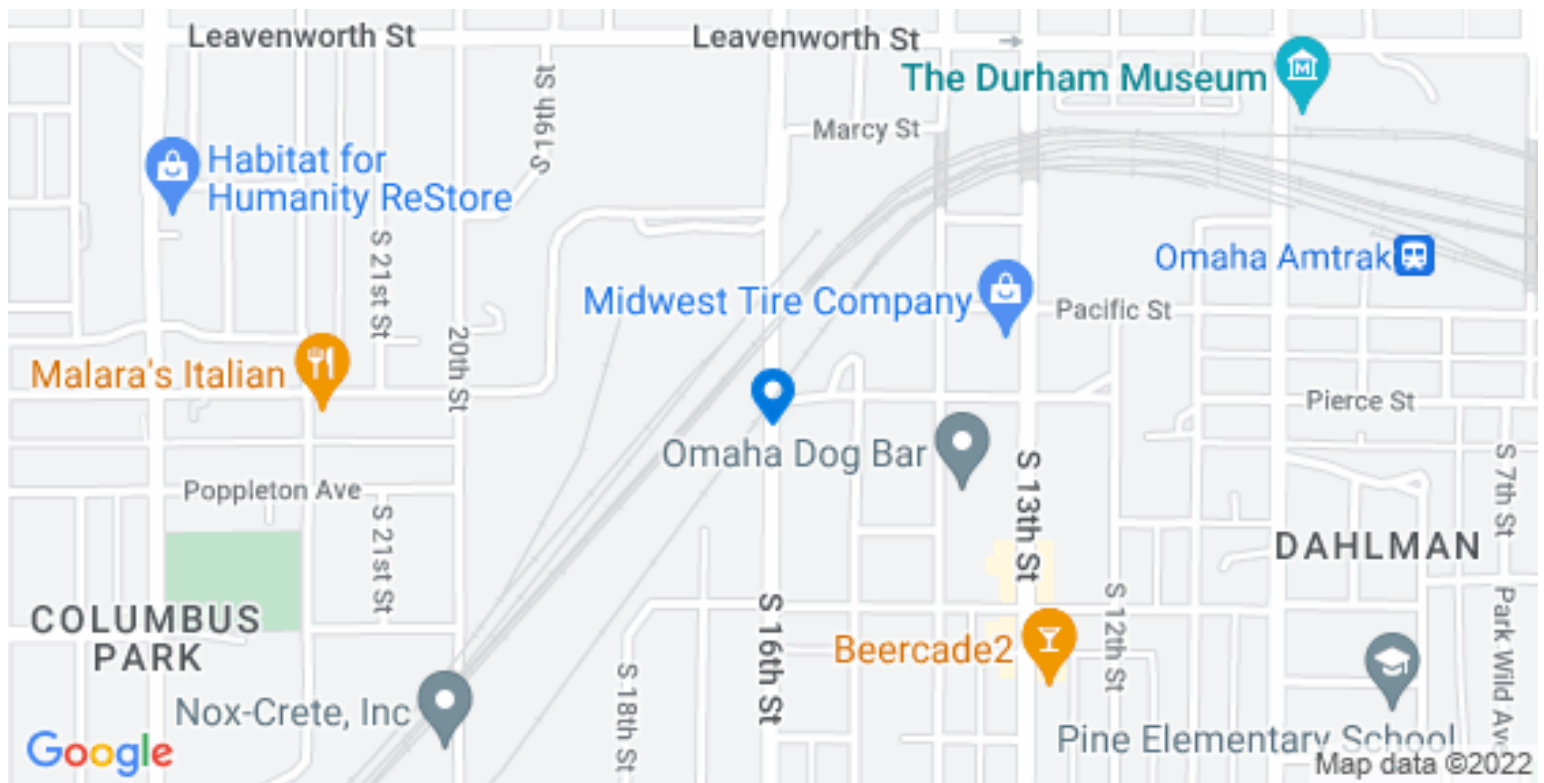 Leavenworth St
Leavenworth St
The Durham Museum
S 19th St
Marcy St
Habitat for
Humanity ReStore
S 21st St
Omaha Amtrak
Midwest Tire Company
Pacific St
20th St
Malara's Italian
Pierce St
Omaha Dog Bar
S 13th St
S 7th St
Poppleton Ave
S 21st St
DAHLMAN
COLUMBUS
PARK
S 16th St
S 12th St
Park Wild Ave
Beercade2
S 18th St
Nox-Crete, Inc
Pine Elementary School
Google
Map data ©2022